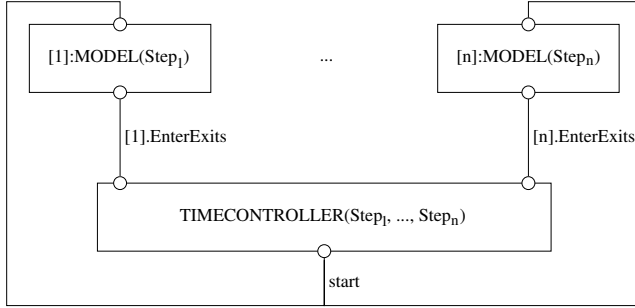 [1]:MODEL(Step₁) ... [n]:MODEL(Stepₙ)
[1].EnterExits [n].EnterExits
TIMECONTROLLER(Step₁, ..., Stepₙ)
start